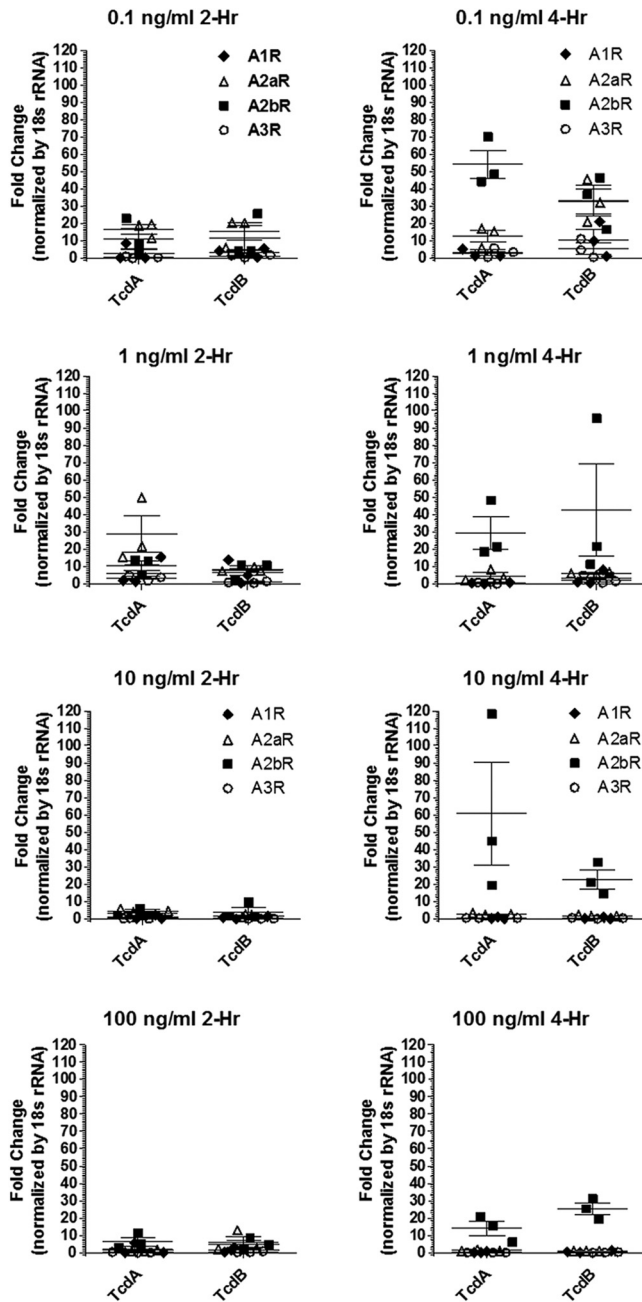 0.1 ng/ml 2-Hr
Fold Change
(normalized by 18s rRNA)
120
110
100
90
80
70
60
50
40
30
20
10
0
A1R
A2aR
A2bR
A3R
TcdA
TcdB
0.1 ng/ml 4-Hr
Fold Change
(normalized by 18s rRNA)
120
110
100
90
80
70
60
50
40
30
20
10
0
A1R
A2aR
A2bR
A3R
TcdA
TcdB
1 ng/ml 2-Hr
Fold Change
(normalized by 18s rRNA)
120
110
100
90
80
70
60
50
40
30
20
10
0
TcdA
TcdB
1 ng/ml 4-Hr
Fold Change
(normalized by 18s rRNA)
120
110
100
90
80
70
60
50
40
30
20
10
0
TcdA
TcdB
10 ng/ml 2-Hr
Fold Change
(normalized by 18s rRNA)
120
110
100
90
80
70
60
50
40
30
20
10
0
A1R
A2aR
A2bR
A3R
TcdA
TcdB
10 ng/ml 4-Hr
Fold Change
(normalized by 18s rRNA)
120
110
100
90
80
70
60
50
40
30
20
10
0
A1R
A2aR
A2bR
A3R
TcdA
TcdB
100 ng/ml 2-Hr
Fold Change
(normalized by 18s rRNA)
120
110
100
90
80
70
60
50
40
30
20
10
0
TcdA
TcdB
100 ng/ml 4-Hr
Fold Change
(normalized by 18s rRNA)
120
110
100
90
80
70
60
50
40
30
20
10
0
TcdA
TcdB